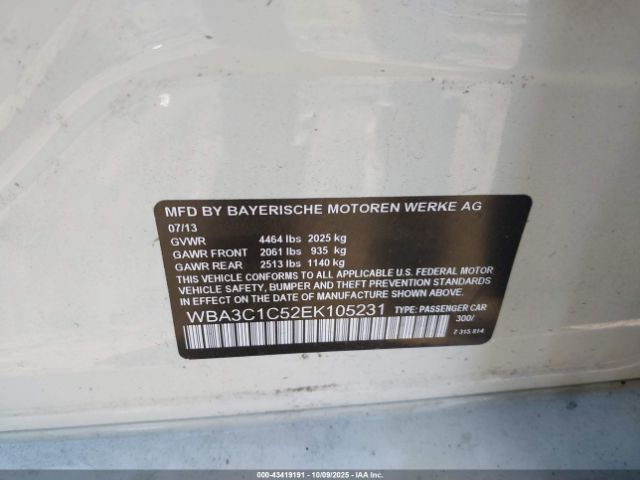 MFD BY BAYERISCHE MOTOREN WERKE AG
07/13
GVWR 4464 lbs 2025 kg
GAWR FRONT 2061 lbs 935 kg
GAWR REAR 2513 lbs 1140 kg
THIS VEHICLE CONFORMS TO ALL APPLICABLE U.S. FEDERAL MOTOR
VEHICLE SAFETY, BUMPER AND THEFT PREVENTION STANDARDS
IN EFFECT ON THE DATE OF MANUFACTURE SHOWN ABOVE.
WBA3C1C52EK105231 TYPE: PASSENGER CAR
300/
7 315 814
000-43419191 - 10/09/2025 - IAA Inc.